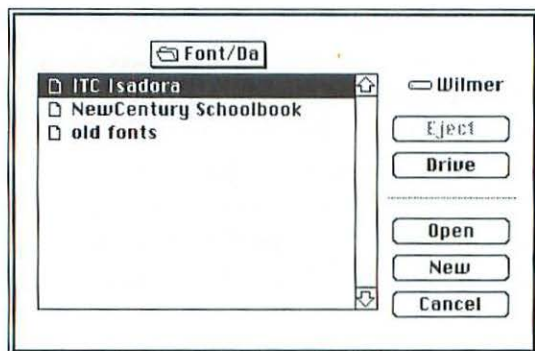 Font/Da
ITC Isadora
NewCentury Schoolbook
old fonts
Wilmer
Eject
Drive
Open
New
Cancel